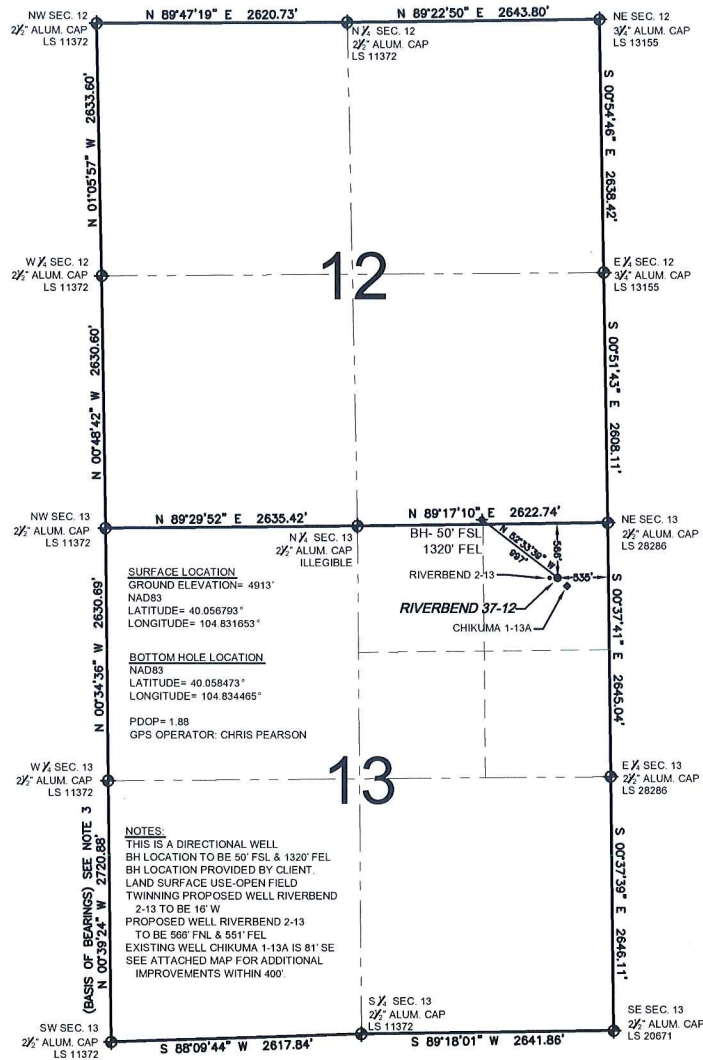 N 89°47'19" E 2620.73'
N 89°22'50" E 2643.80'
NW SEC. 12
2½" ALUM. CAP
LS 11372
N ¼ SEC. 12
2½" ALUM. CAP
LS 11372
NE SEC. 12
3¼" ALUM. CAP
LS 13155
N 01°05'57" W 2633.60'
S 00°54'46" E 2638.42'
W ¼ SEC. 12
2½" ALUM. CAP
LS 11372
12
E ¼ SEC. 12
3¼" ALUM. CAP
LS 13155
N 00°48'42" W 2630.60'
S 00°51'43" E 2608.11'
NW SEC. 13
2½" ALUM. CAP
LS 11372
N 89°29'52" E 2635.42'
N 89°17'10" E 2622.74'
N ¼ SEC. 13
2½" ALUM. CAP
ILLEGIBLE
BH- 50' FSL
1320' FEL
NE SEC. 13
2½" ALUM. CAP
LS 28286
N 52°33'39" W
997'
566'
535'
RIVERBEND 2-13
RIVERBEND 37-12
CHIKUMA 1-13A
SURFACE LOCATION
GROUND ELEVATION= 4913'
NAD83
LATITUDE= 40.056793°
LONGITUDE= 104.831653°
BOTTOM HOLE LOCATION
NAD83
LATITUDE= 40.058473°
LONGITUDE= 104.834465°
PDOP= 1.88
GPS OPERATOR: CHRIS PEARSON
N 00°34'36" W 2630.69'
S 00°37'41" E 2645.04'
W ¼ SEC. 13
2½" ALUM. CAP
LS 11372
13
E ¼ SEC. 13
2½" ALUM. CAP
LS 28286
(BASIS OF BEARINGS) SEE NOTE 3
N 00°39'24" W 2720.88'
NOTES:
THIS IS A DIRECTIONAL WELL
BH LOCATION TO BE 50' FSL & 1320' FEL
BH LOCATION PROVIDED BY CLIENT.
LAND SURFACE USE-OPEN FIELD
TWINNING PROPOSED WELL RIVERBEND
2-13 TO BE 16' W
PROPOSED WELL RIVERBEND 2-13
TO BE 566' FNL & 551' FEL
EXISTING WELL CHIKUMA 1-13A IS 81' SE
SEE ATTACHED MAP FOR ADDITIONAL
IMPROVEMENTS WITHIN 400'.
S 00°37'39" E 2646.11'
SW SEC. 13
2½" ALUM. CAP
LS 11372
S ¼ SEC. 13
2½" ALUM. CAP
LS 11372
SE SEC. 13
2½" ALUM. CAP
LS 20671
S 88°09'44" W 2617.84'
S 89°18'01" W 2641.86'